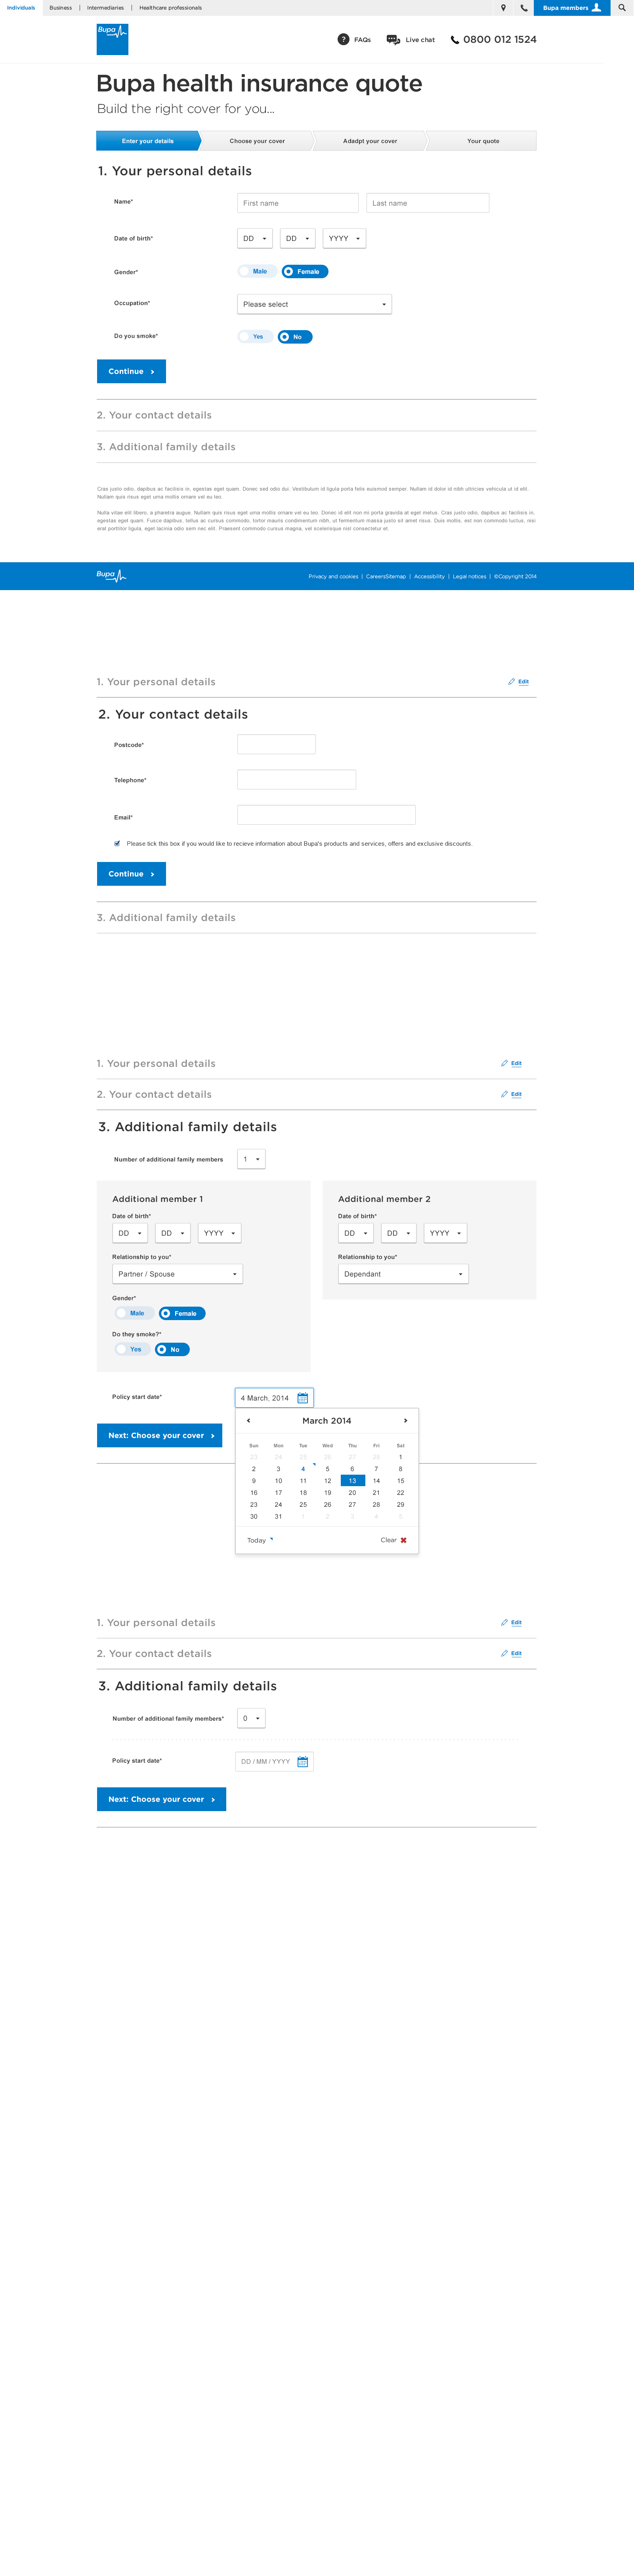 Individuals
Business | Intermediaries | Healthcare professionals
Bupa members
Bupa
? FAQs
Live chat
0800 012 1524
Bupa health insurance quote
Build the right cover for you...
Enter your details
Choose your cover
Adadpt your cover
Your quote
1. Your personal details
Name*
First name
Last name
Date of birth*
DD DD YYYY
Gender*
Male Female
Occupation*
Please select
Do you smoke*
Yes No
Continue
2. Your contact details
3. Additional family details
Cras justo odio, dapibus ac facilisis in, egestas eget quam. Donec sed odio dui. Vestibulum id ligula porta felis euismod semper. Nullam id dolor id nibh ultricies vehicula ut id elit.
Nullam quis risus eget urna mollis ornare vel eu leo.
Nulla vitae elit libero, a pharetra augue. Nullam quis risus eget urna mollis ornare vel eu leo. Donec id elit non mi porta gravida at eget metus. Cras justo odio, dapibus ac facilisis in,
egestas eget quam. Fusce dapibus, tellus ac cursus commodo, tortor mauris condimentum nibh, ut fermentum massa justo sit amet risus. Duis mollis, est non commodo luctus, nisi
erat porttitor ligula, eget lacinia odio sem nec elit. Praesent commodo cursus magna, vel scelerisque nisl consectetur et.
Bupa
Privacy and cookies | CareersSitemap | Accessibility | Legal notices | ©Copyright 2014
1. Your personal details
Edit
2. Your contact details
Postcode*
Telephone*
Email*
Please tick this box if you would like to.recieve information about Bupa's products and services, offers and exclusive discounts.
Continue
3. Additional family details
1. Your personal details
Edit
2. Your contact details
Edit
3. Additional family details
Number of additional family members
1
Additional member 1
Date of birth*
DD DD YYYY
Relationship to you*
Partner / Spouse
Gender*
Male Female
Do they smoke?*
Yes No
Additional member 2
Date of birth*
DD DD YYYY
Relationship to you*
Dependant
Policy start date*
4 March, 2014
Next: Choose your cover
March 2014
Sun Mon Tue Wed Thu Fri Sat
23 24 25 26 27 28 1
2 3 4 5 6 7 8
9 10 11 12 13 14 15
16 17 18 19 20 21 22
23 24 25 26 27 28 29
30 31 1 2 3 4 5
Today
Clear
1. Your personal details
Edit
2. Your contact details
Edit
3. Additional family details
Number of additional family members*
0
Policy start date*
DD / MM / YYYY
Next: Choose your cover